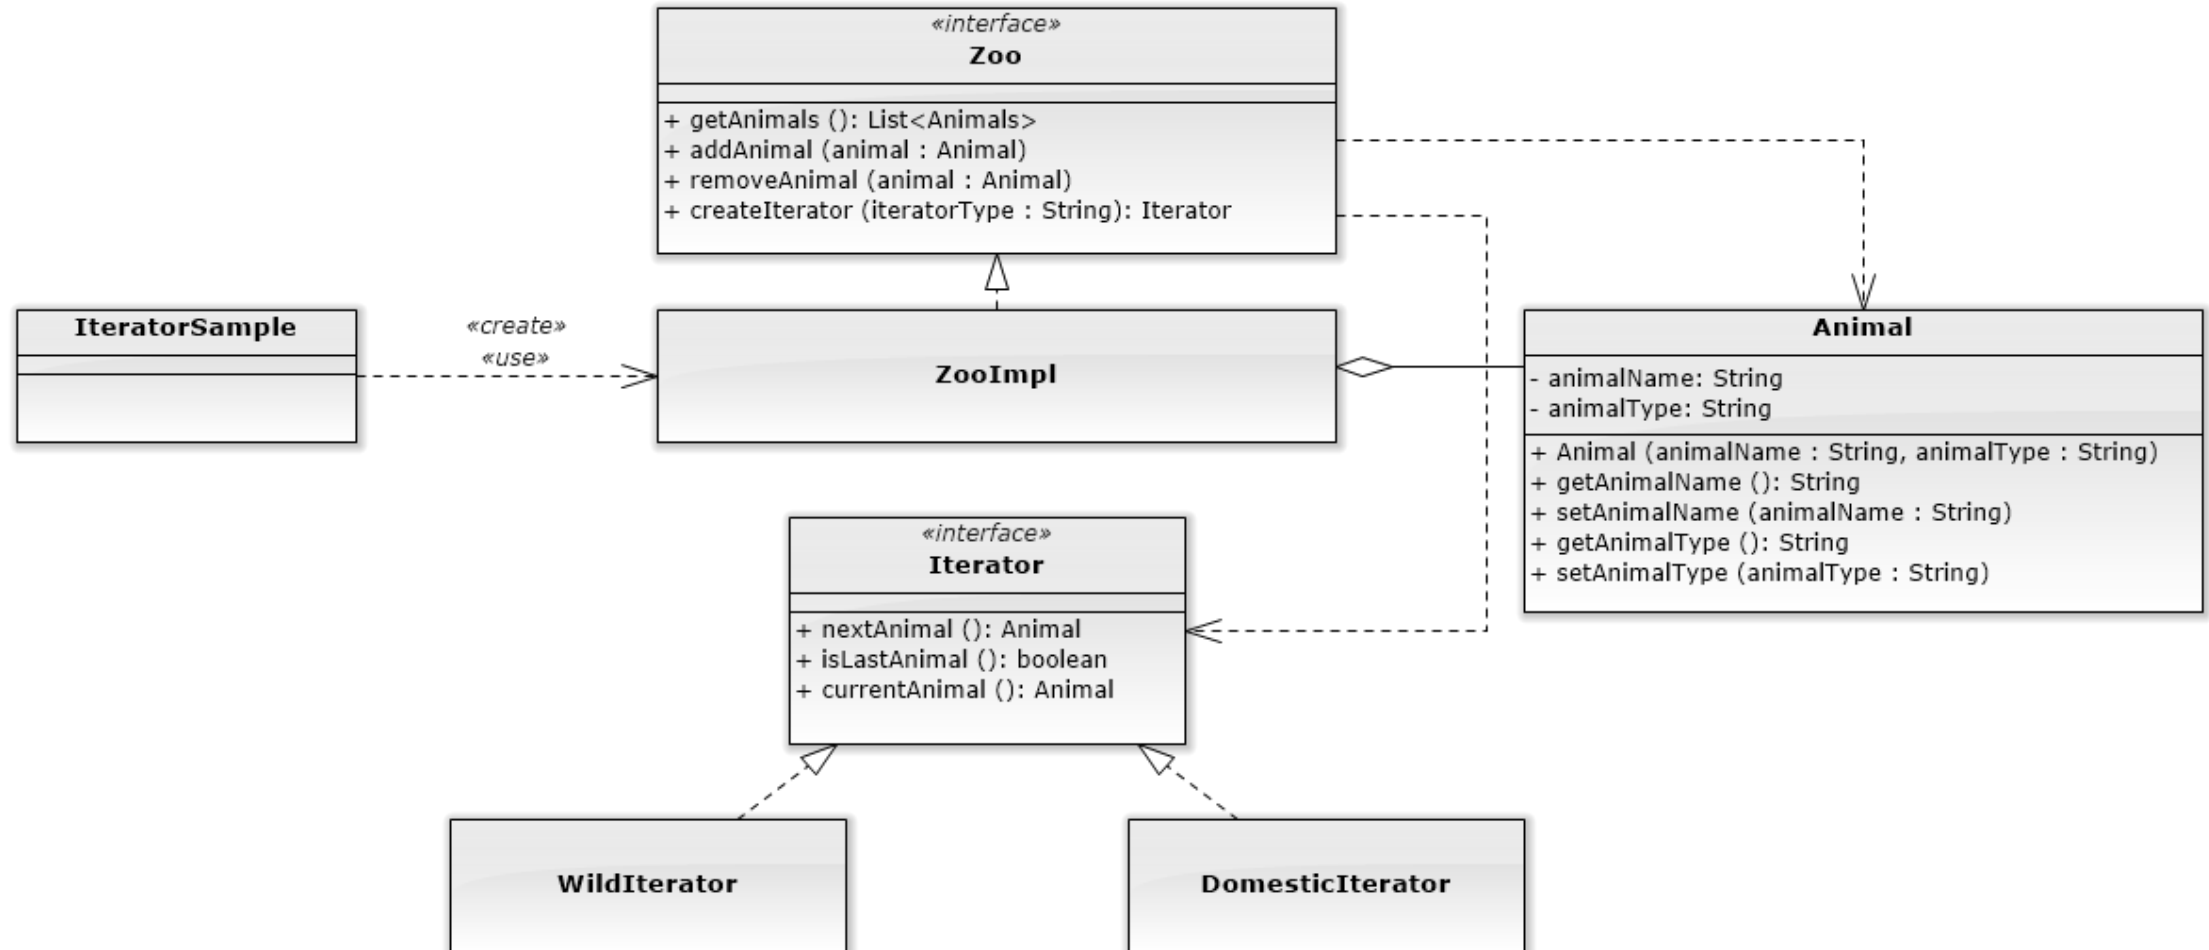 «interface»
Zoo
+ getAnimals (): List<Animals>
+ addAnimal (animal : Animal)
+ removeAnimal (animal : Animal)
+ createIterator (iteratorType : String): Iterator
IteratorSample
«create»
«use»
ZooImpl
Animal
- animalName: String
- animalType: String
+ Animal (animalName : String, animalType : String)
+ getAnimalName (): String
+ setAnimalName (animalName : String)
+ getAnimalType (): String
+ setAnimalType (animalType : String)
«interface»
Iterator
+ nextAnimal (): Animal
+ isLastAnimal (): boolean
+ currentAnimal (): Animal
WildIterator
DomesticIterator